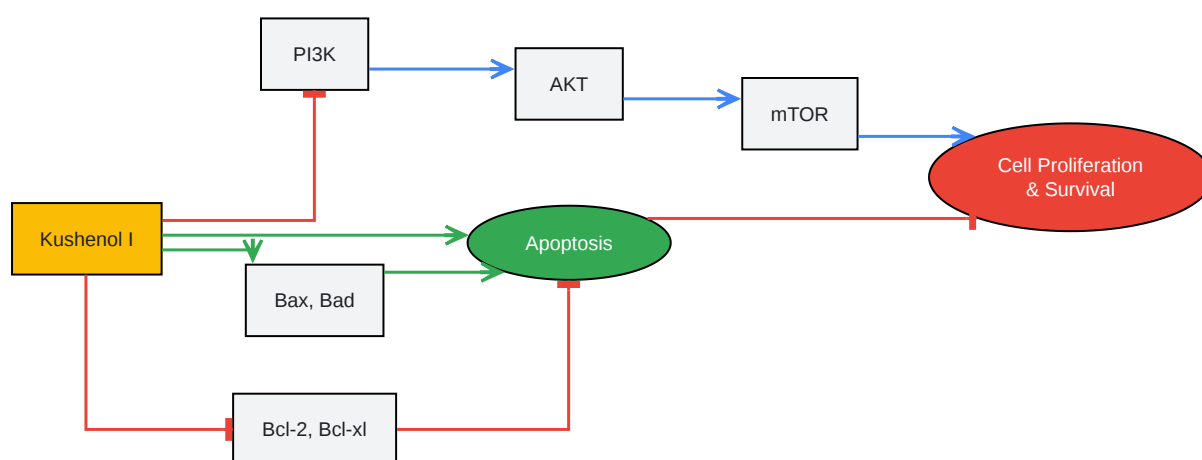 PI3K
AKT
mTOR
Cell Proliferation
& Survival
Kushenol I
Apoptosis
Bax, Bad
Bcl-2, Bcl-xl